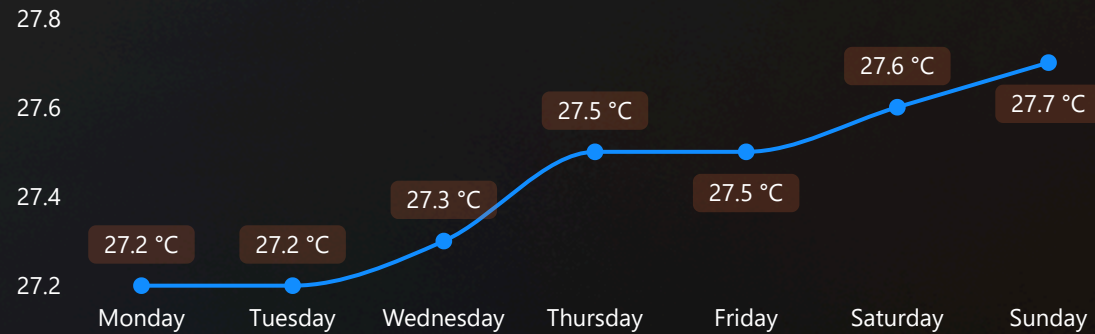 27.8
27.6 °C
27.6
27.5 °C
27.7 °C
27.4
27.3 °C
27.5 °C
27.2 °C
27.2 °C
27.2
Monday
Tuesday
Wednesday
Thursday
Friday
Saturday
Sunday